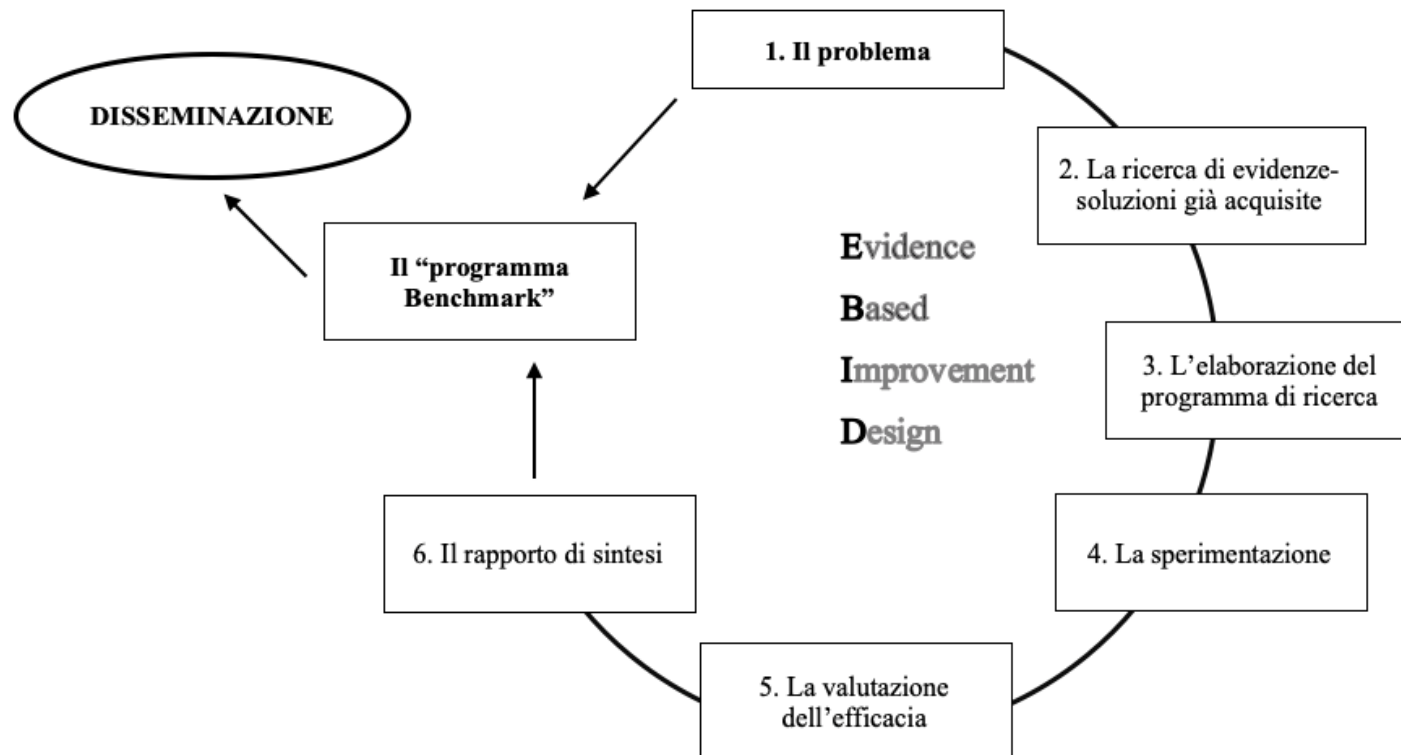 1. Il problema
DISSEMINAZIONE
2. La ricerca di evidenze-
soluzioni già acquisite
Il “programma
Benchmark”
Evidence
Based
Improvement
Design
3. L’elaborazione del
programma di ricerca
4. La sperimentazione
5. La valutazione
dell’efficacia
6. Il rapporto di sintesi